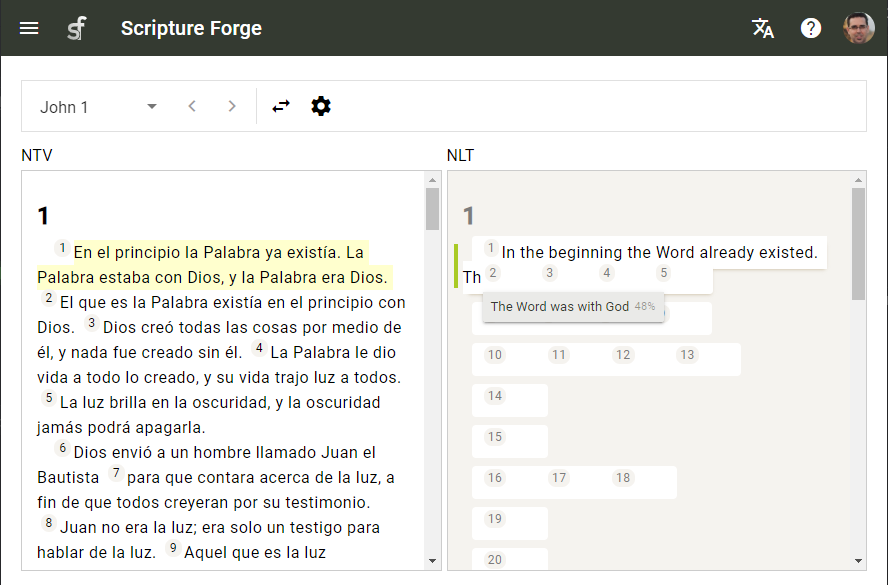 sf
Scripture Forge
John 1
NTV
NLT
1
1 En el principio la Palabra ya existía. La
Palabra estaba con Dios, y la Palabra era Dios.
2 El que es la Palabra existía en el principio con
Dios. 3 Dios creó todas las cosas por medio de
él, y nada fue creado sin él. 4 La Palabra le dio
vida a todo lo creado, y su vida trajo luz a todos.
5 La luz brilla en la oscuridad, y la oscuridad
jamás podrá apagarla.
6 Dios envió a un hombre llamado Juan el
Bautista 7 para que contara acerca de la luz, a
fin de que todos creyeran por su testimonio.
8 Juan no era la luz; era solo un testigo para
hablar de la luz. 9 Aquel que es la luz
1
1 In the beginning the Word already existed.
Th 2 3 4 5
The Word was with God 48%
10 11 12 13
14
15
16 17 18
19
20